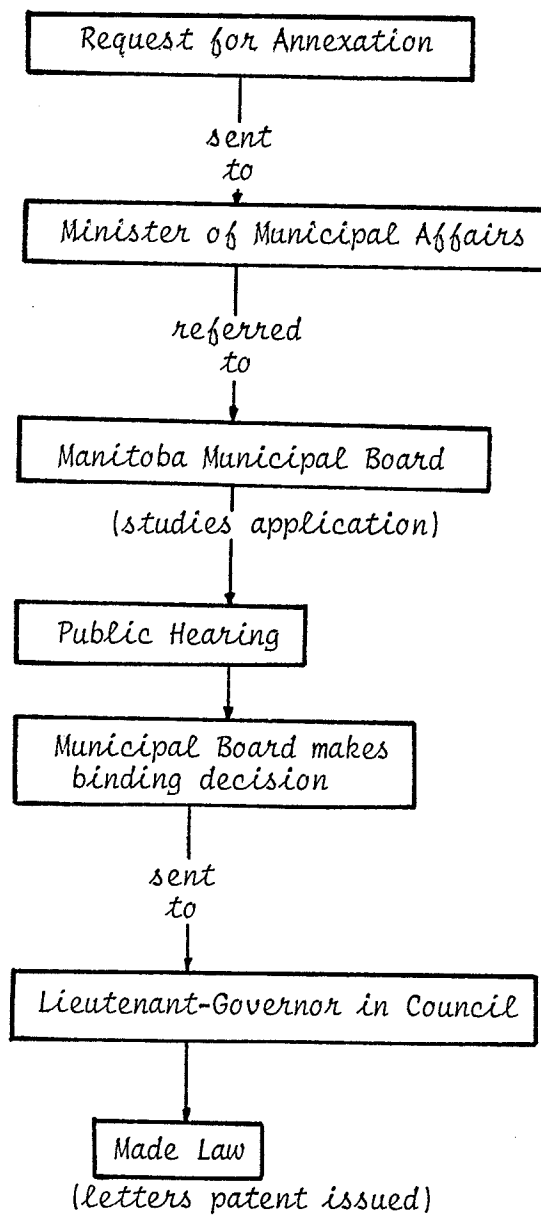 Request for Annexation
sent
to
Minister of Municipal Affairs
referred
to
Manitoba Municipal Board
(studies application)
Public Hearing
Municipal Board makes
binding decision
sent
to
Lieutenant-Governor in Council
Made Law
(letters patent issued)